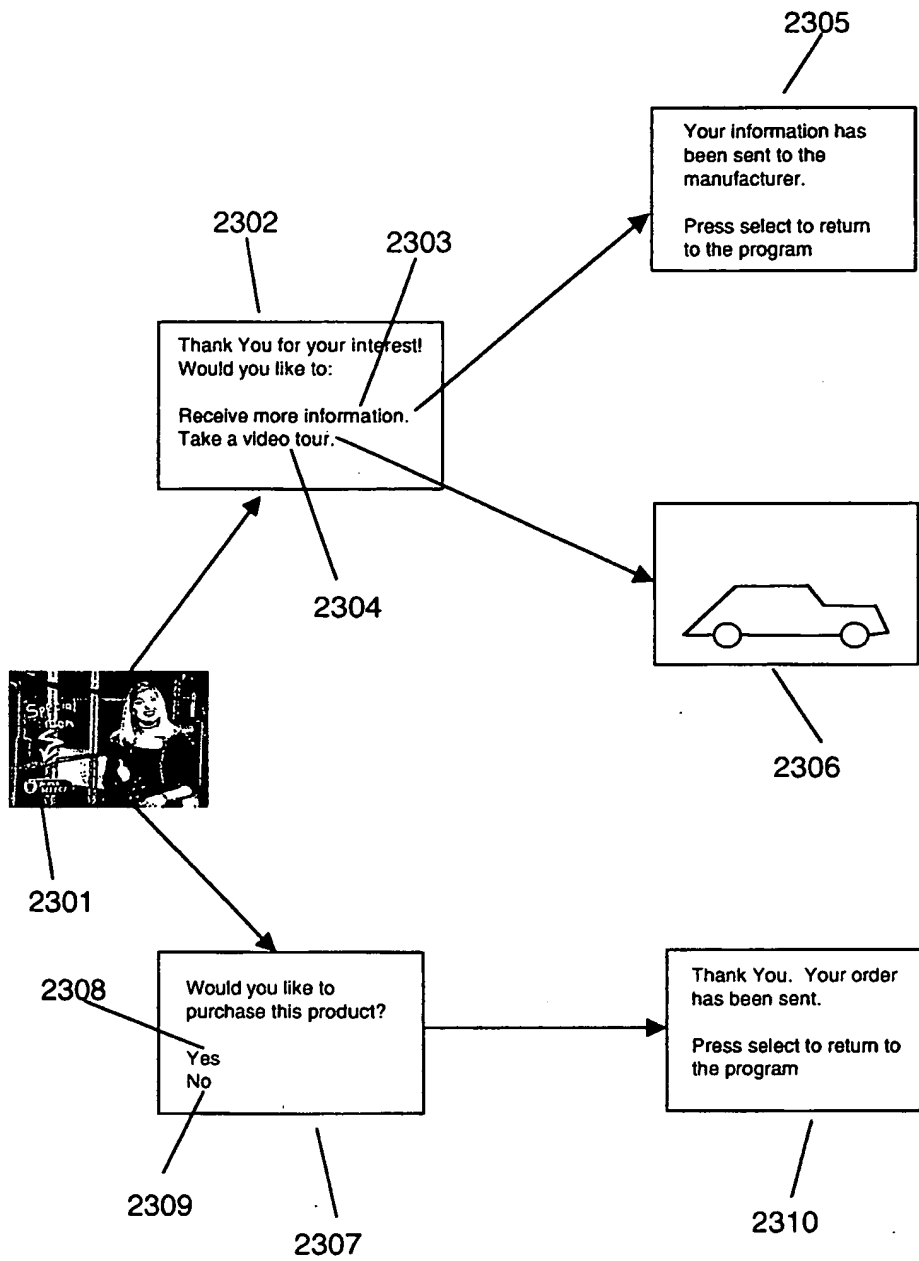 2305
Your information has
been sent to the
manufacturer.
Press select to return
to the program
2302
2303
Thank You for your interest!
Would you like to:
Receive more information.
Take a video tour.
2304
2306
2301
2308
Would you like to
purchase this product?
Yes
No
2309
2307
Thank You. Your order
has been sent.
Press select to return to
the program
2310